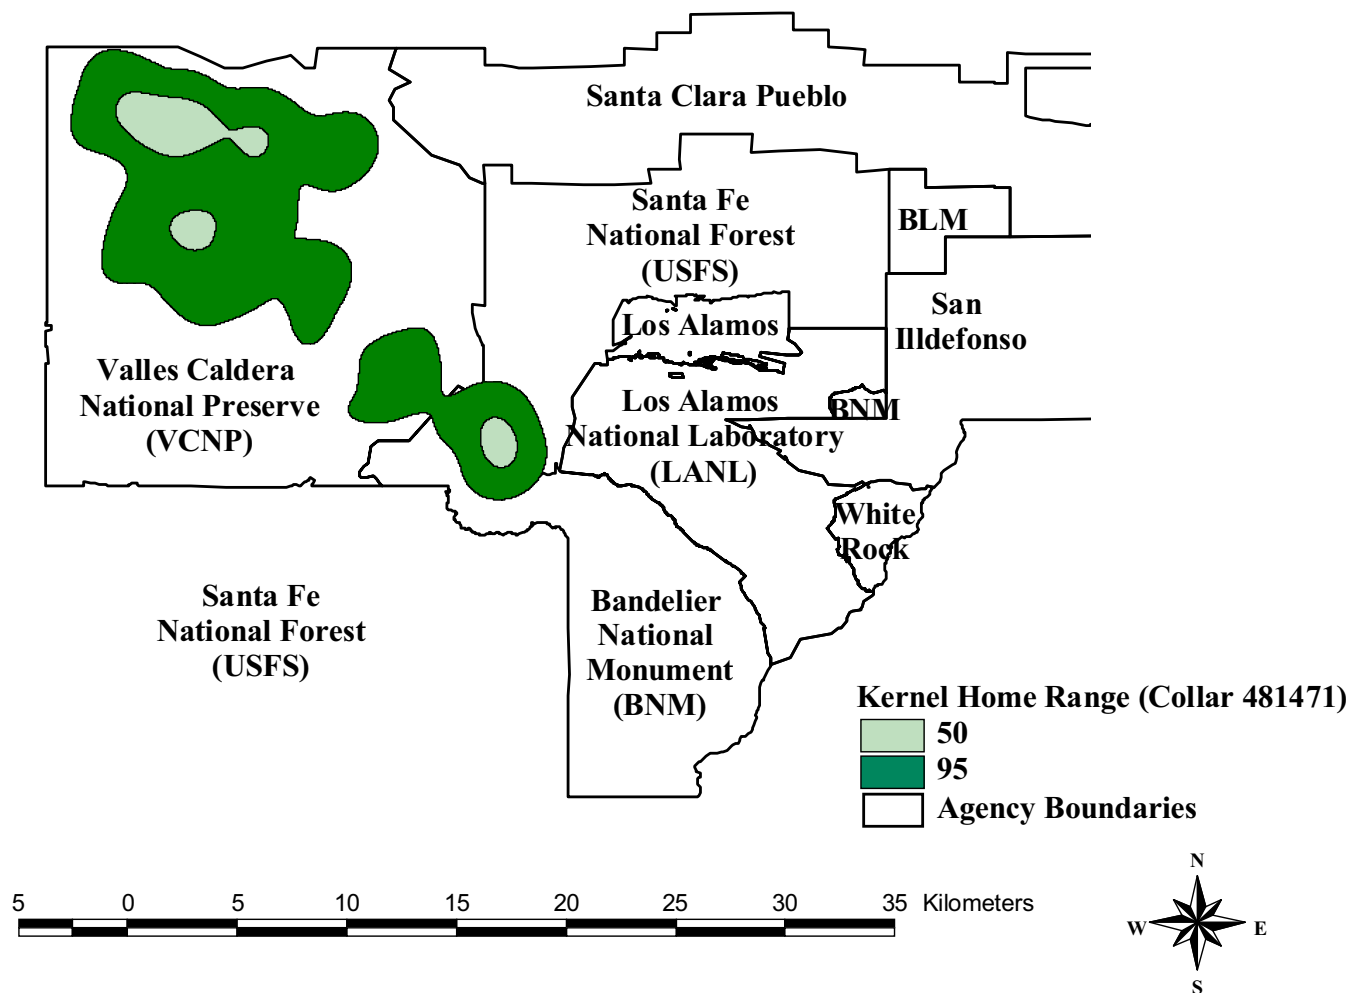 Santa Clara Pueblo
Santa Fe
National Forest
(USFS)
BLM
San
Illdefonso
Los Alamos
Valles Caldera
National Preserve
(VCNP)
Los Alamos
National Laboratory
(LANL)
BNM
White
Rock
Santa Fe
National Forest
(USFS)
Bandelier
National
Monument
(BNM)
Kernel Home Range (Collar 481471)
50
95
Agency Boundaries
5 0 5 10 15 20 25 30 35 Kilometers
N
W E
S